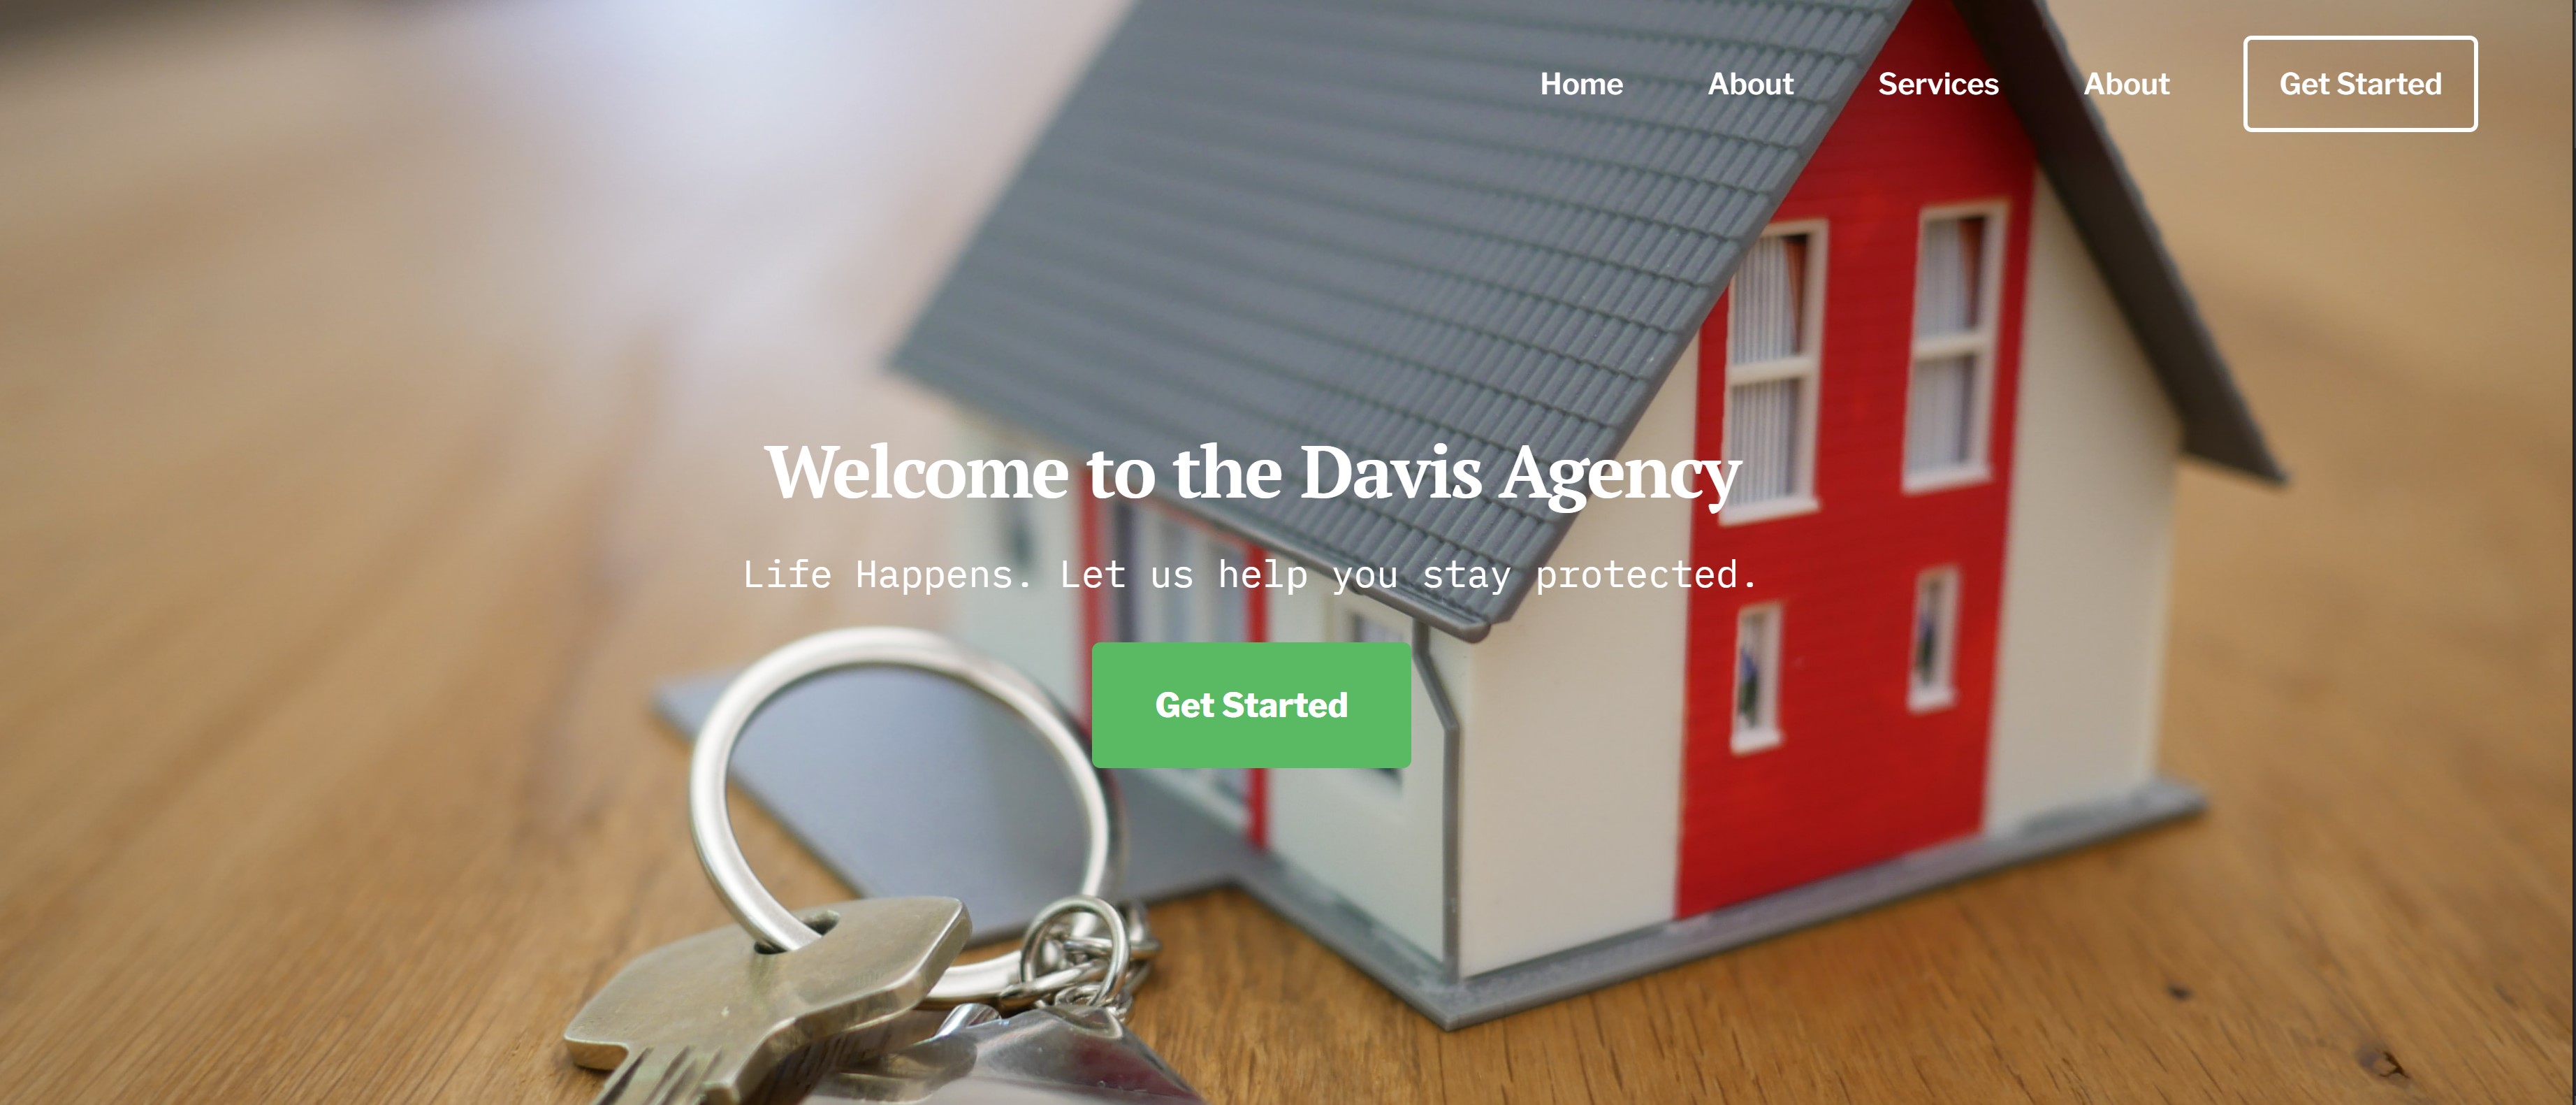 Home About Services About Get Started
Welcome to the Davis Agency
Life Happens. Let us help you stay protected.
Get Started